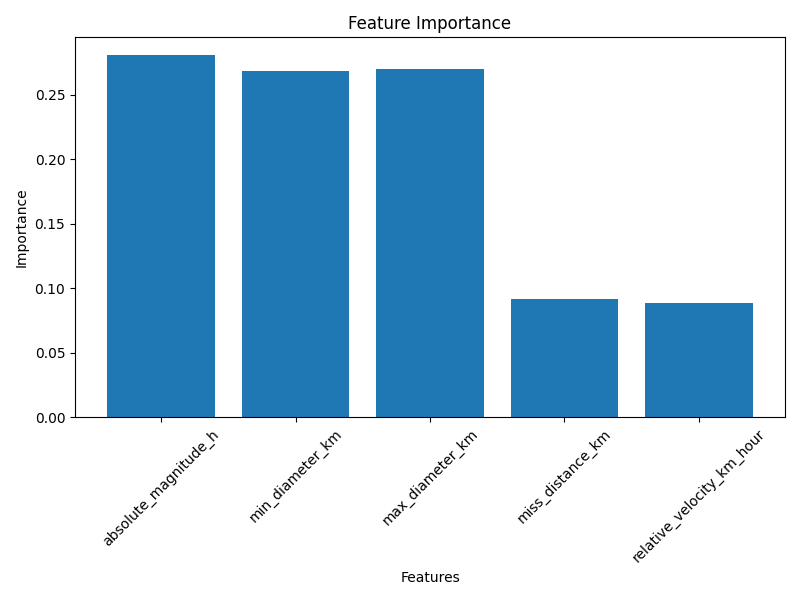 Feature Importance
Importance
0.25
0.20
0.15
0.10
0.05
0.00
absolute_magnitude_h
min_diameter_km
max_diameter_km
miss_distance_km
relative_velocity_km_hour
Features